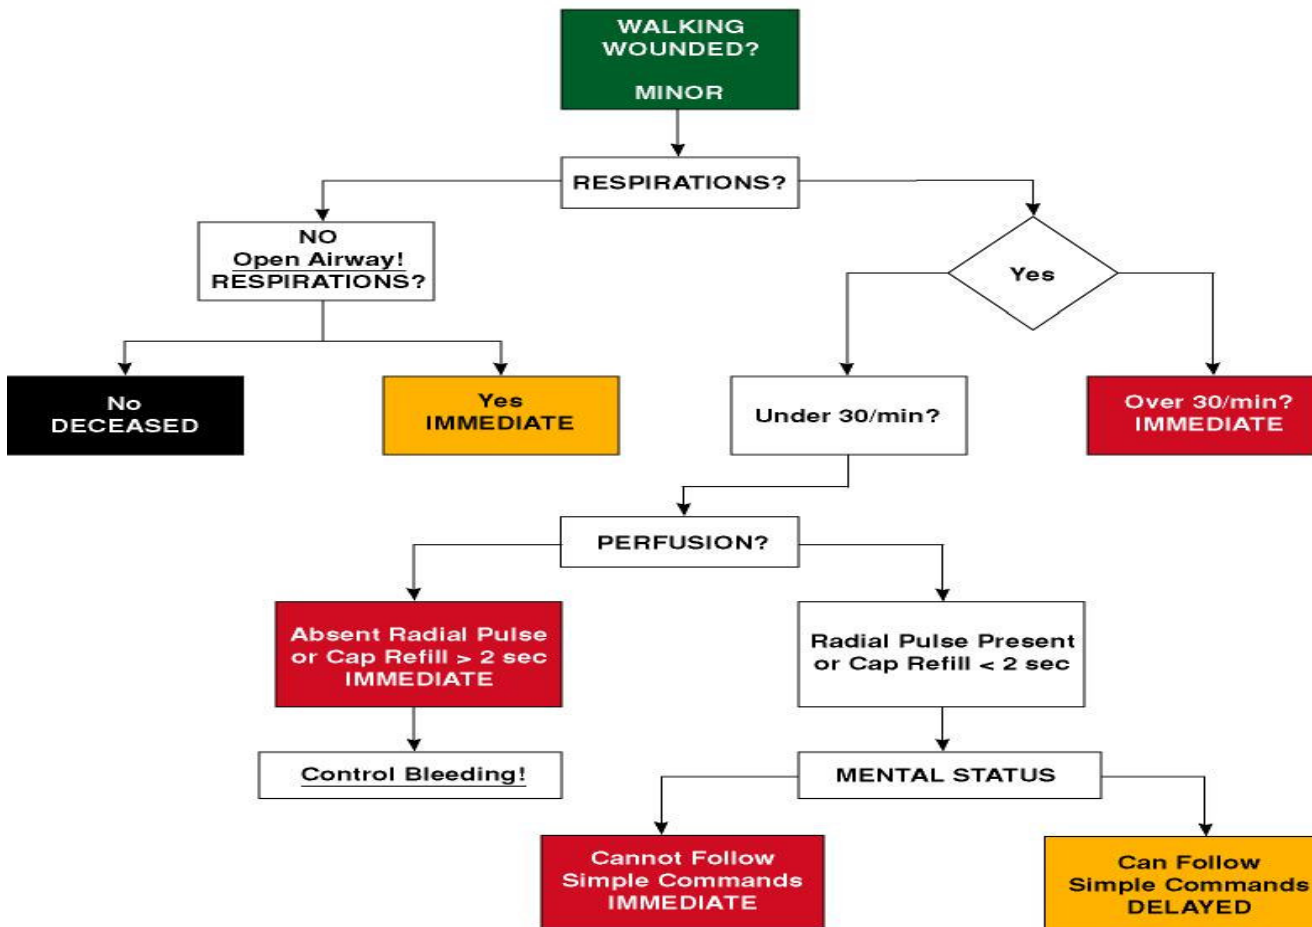 WALKING
WOUNDED?
MINOR
RESPIRATIONS?
NO
Open Airway!
RESPIRATIONS?
Yes
No
DECEASED
Yes
IMMEDIATE
Under 30/min?
Over 30/min?
IMMEDIATE
PERFUSION?
Absent Radial Pulse
or Cap Refill > 2 sec
IMMEDIATE
Radial Pulse Present
or Cap Refill < 2 sec
Control Bleeding!
MENTAL STATUS
Cannot Follow
Simple Commands
IMMEDIATE
Can Follow
Simple Commands
DELAYED